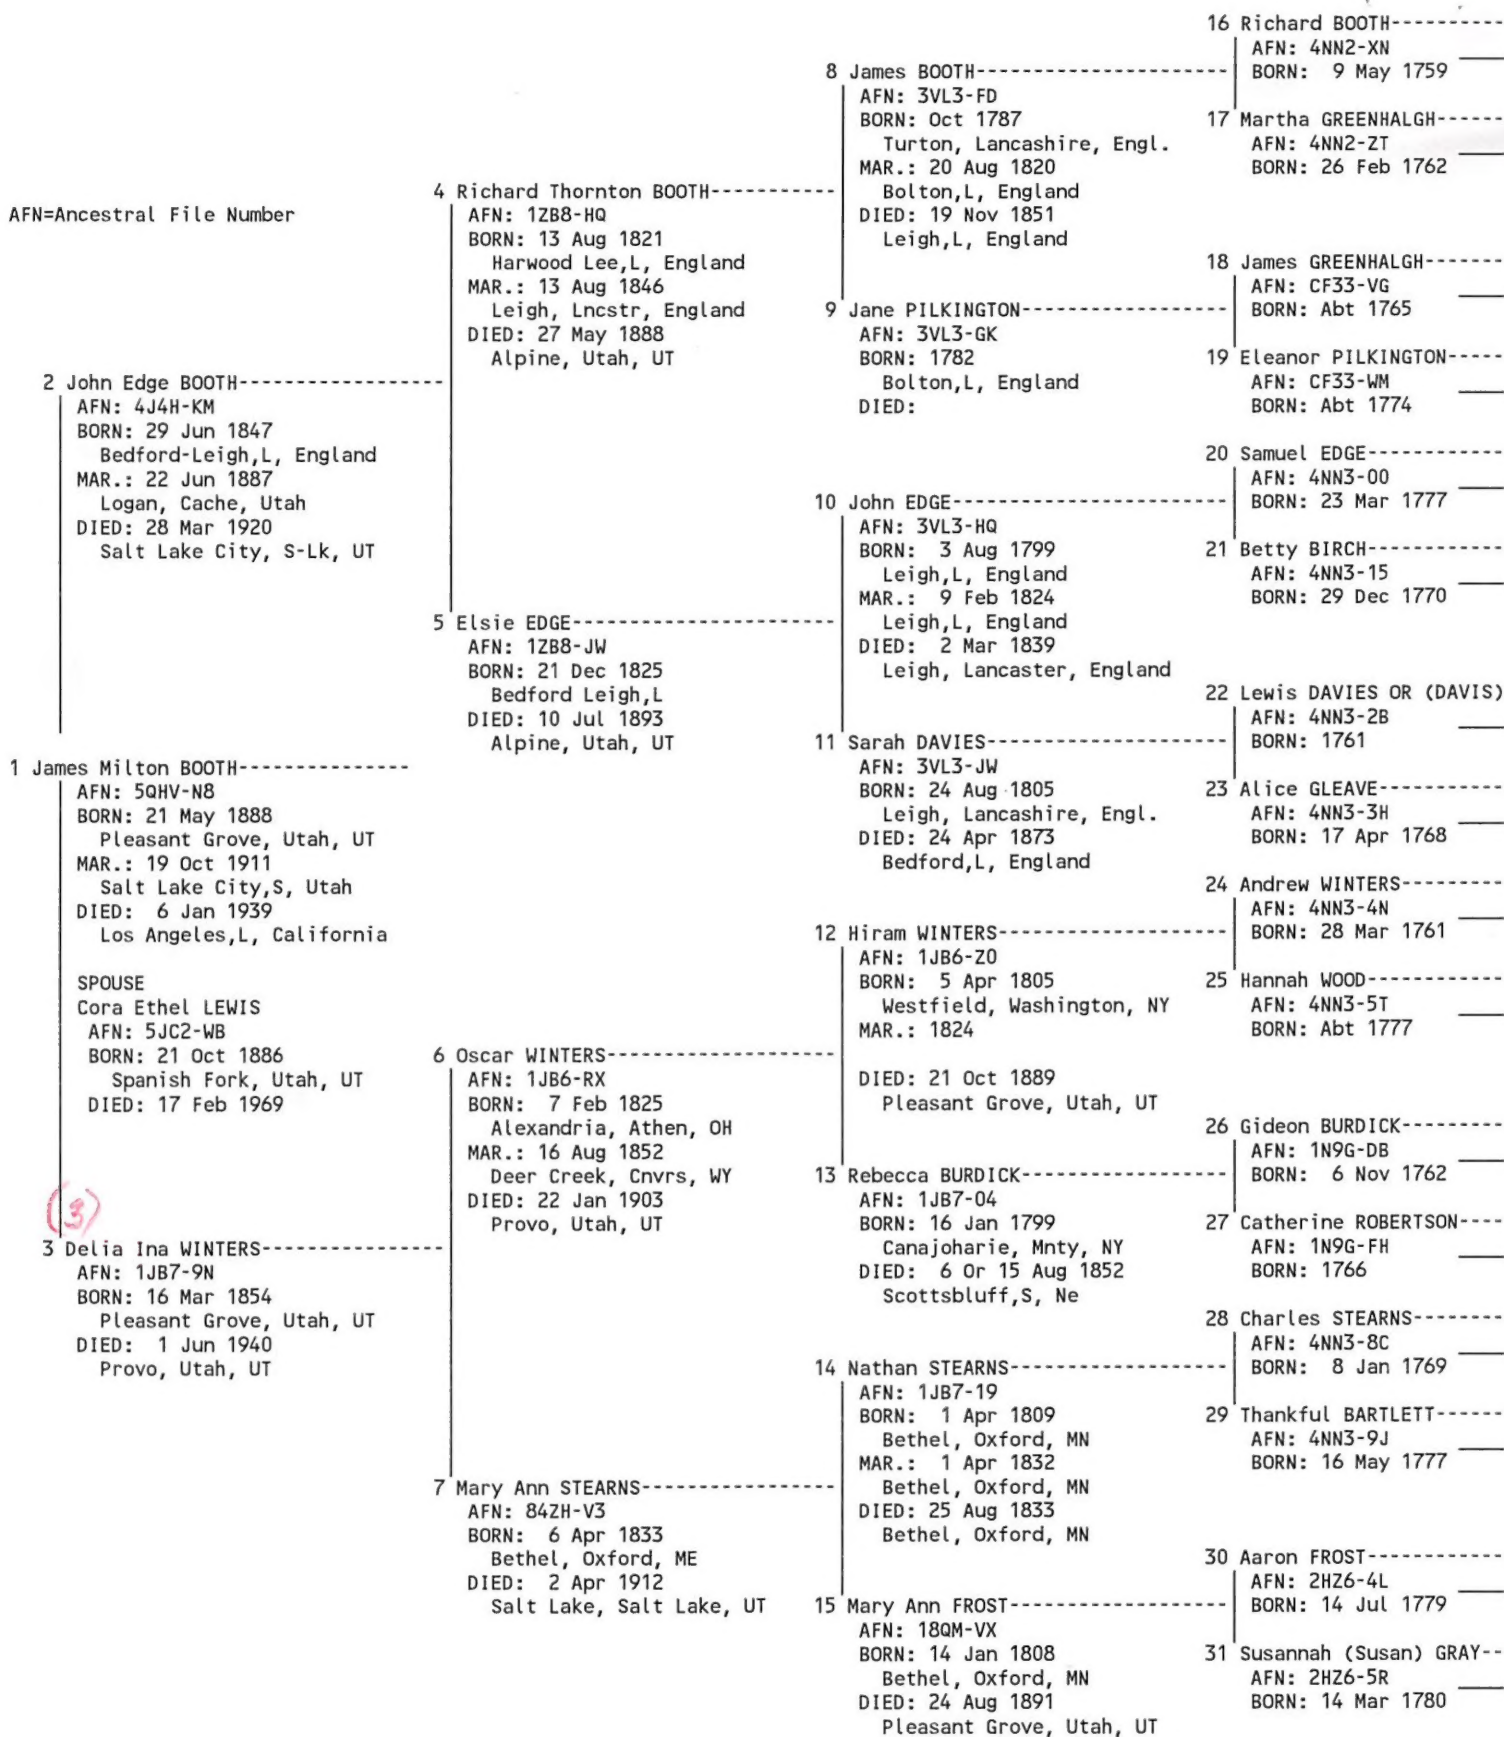 AFN=Ancestral File Number
1 James Milton BOOTH---------------
AFN: 5QHV-N8
BORN: 21 May 1888
Pleasant Grove, Utah, UT
MAR.: 19 Oct 1911
Salt Lake City,S, Utah
DIED: 6 Jan 1939
Los Angeles,L, California
SPOUSE
Cora Ethel LEWIS
AFN: 5JC2-WB
BORN: 21 Oct 1886
Spanish Fork, Utah, UT
DIED: 17 Feb 1969
2 John Edge BOOTH------------------
AFN: 4J4H-KM
BORN: 29 Jun 1847
Bedford-Leigh,L, England
MAR.: 22 Jun 1887
Logan, Cache, Utah
DIED: 28 Mar 1920
Salt Lake City, S-Lk, UT
(3)
3 Delia Ina WINTERS----------------
AFN: 1JB7-9N
BORN: 16 Mar 1854
Pleasant Grove, Utah, UT
DIED: 1 Jun 1940
Provo, Utah, UT
4 Richard Thornton BOOTH-----------
AFN: 1ZB8-HQ
BORN: 13 Aug 1821
Harwood Lee,L, England
MAR.: 13 Aug 1846
Leigh, Lncstr, England
DIED: 27 May 1888
Alpine, Utah, UT
5 Elsie EDGE-----------------------
AFN: 1ZB8-JW
BORN: 21 Dec 1825
Bedford Leigh,L
DIED: 10 Jul 1893
Alpine, Utah, UT
6 Oscar WINTERS--------------------
AFN: 1JB6-RX
BORN: 7 Feb 1825
Alexandria, Athen, OH
MAR.: 16 Aug 1852
Deer Creek, Cnvrs, WY
DIED: 22 Jan 1903
Provo, Utah, UT
7 Mary Ann STEARNS-----------------
AFN: 84ZH-V3
BORN: 6 Apr 1833
Bethel, Oxford, ME
DIED: 2 Apr 1912
Salt Lake, Salt Lake, UT
8 James BOOTH----------------------
AFN: 3VL3-FD
BORN: Oct 1787
Turton, Lancashire, Engl.
MAR.: 20 Aug 1820
Bolton,L, England
DIED: 19 Nov 1851
Leigh,L, England
9 Jane PILKINGTON------------------
AFN: 3VL3-GK
BORN: 1782
Bolton,L, England
DIED:
10 John EDGE------------------------
AFN: 3VL3-HQ
BORN: 3 Aug 1799
Leigh,L, England
MAR.: 9 Feb 1824
Leigh,L, England
DIED: 2 Mar 1839
Leigh, Lancaster, England
11 Sarah DAVIES---------------------
AFN: 3VL3-JW
BORN: 24 Aug 1805
Leigh, Lancashire, Engl.
DIED: 24 Apr 1873
Bedford,L, England
12 Hiram WINTERS--------------------
AFN: 1JB6-Z0
BORN: 5 Apr 1805
Westfield, Washington, NY
MAR.: 1824
DIED: 21 Oct 1889
Pleasant Grove, Utah, UT
13 Rebecca BURDICK------------------
AFN: 1JB7-04
BORN: 16 Jan 1799
Canajoharie, Mnty, NY
DIED: 6 Or 15 Aug 1852
Scottsbluff,S, Ne
14 Nathan STEARNS-------------------
AFN: 1JB7-19
BORN: 1 Apr 1809
Bethel, Oxford, MN
MAR.: 1 Apr 1832
Bethel, Oxford, MN
DIED: 25 Aug 1833
Bethel, Oxford, MN
15 Mary Ann FROST-------------------
AFN: 18QM-VX
BORN: 14 Jan 1808
Bethel, Oxford, MN
DIED: 24 Aug 1891
Pleasant Grove, Utah, UT
16 Richard BOOTH----------
AFN: 4NN2-XN
BORN: 9 May 1759
17 Martha GREENHALGH------
AFN: 4NN2-ZT
BORN: 26 Feb 1762
18 James GREENHALGH-------
AFN: CF33-VG
BORN: Abt 1765
19 Eleanor PILKINGTON-----
AFN: CF33-WM
BORN: Abt 1774
20 Samuel EDGE------------
AFN: 4NN3-00
BORN: 23 Mar 1777
21 Betty BIRCH------------
AFN: 4NN3-15
BORN: 29 Dec 1770
22 Lewis DAVIES OR (DAVIS)
AFN: 4NN3-2B
BORN: 1761
23 Alice GLEAVE-----------
AFN: 4NN3-3H
BORN: 17 Apr 1768
24 Andrew WINTERS---------
AFN: 4NN3-4N
BORN: 28 Mar 1761
25 Hannah WOOD------------
AFN: 4NN3-5T
BORN: Abt 1777
26 Gideon BURDICK---------
AFN: 1N9G-DB
BORN: 6 Nov 1762
27 Catherine ROBERTSON----
AFN: 1N9G-FH
BORN: 1766
28 Charles STEARNS--------
AFN: 4NN3-8C
BORN: 8 Jan 1769
29 Thankful BARTLETT------
AFN: 4NN3-9J
BORN: 16 May 1777
30 Aaron FROST------------
AFN: 2HZ6-4L
BORN: 14 Jul 1779
31 Susannah (Susan) GRAY--
AFN: 2HZ6-5R
BORN: 14 Mar 1780